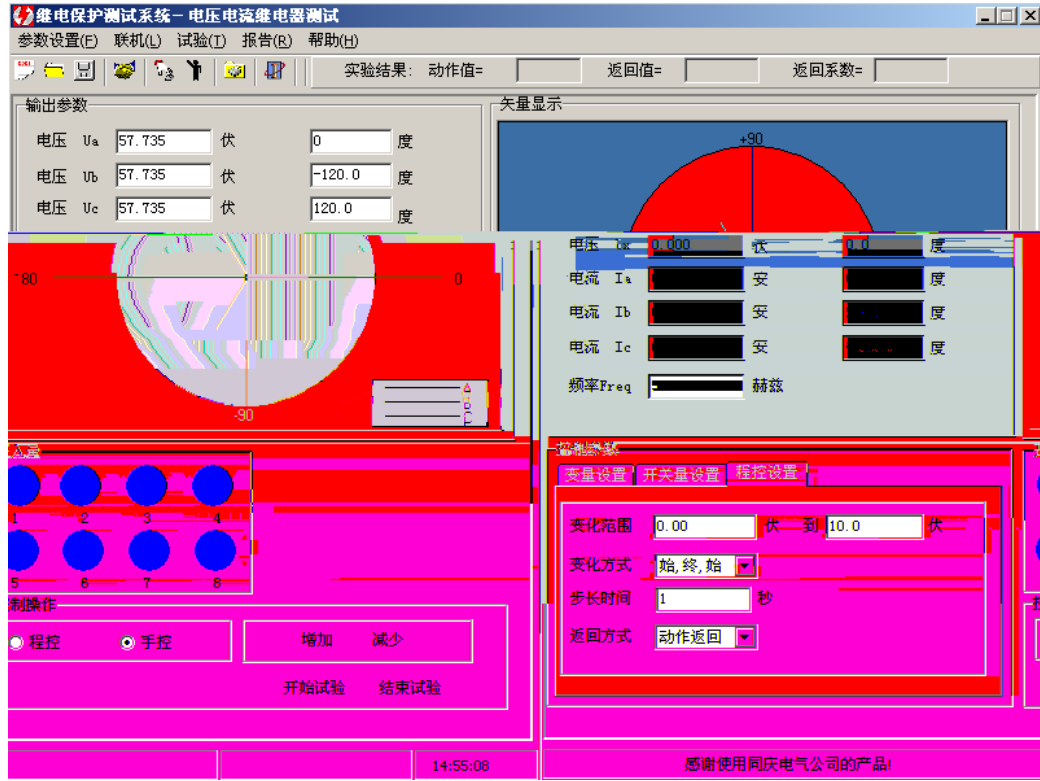 继电保护测试系统－电压电流继电器测试
参数设置(F) 联机(L) 试验(T) 报告(R) 帮助(H)
实验结果: 动作值= 返回值= 返回系数=
输出参数
电压 Ua 57.735 伏 0 度
电压 Ub 57.735 伏 -120.0 度
电压 Uc 57.735 伏 120.0 度
矢量显示
+90
电压 0.000 伏 0.0 度
电流 Ia 安 度
电流 Ib 安 度
电流 Ic 安 度
频率Freq 赫兹
0
-90
A
B
C
1 2 3 4
5 6 7 8
制操作
程控 手控
增加 减少
开始试验 结束试验
控制参数
变量设置 开关量设置 程控设置
变化范围 0.00 伏 到 10.0 伏
变化方式 始,终,始
步长时间 1 秒
返回方式 动作返回
14:55:08
感谢使用同庆电气公司的产品!